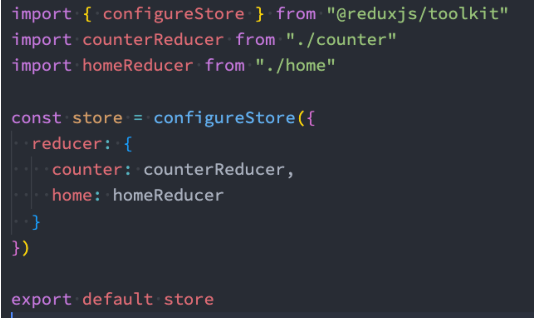 import { configureStore } from "@reduxjs/toolkit"
import counterReducer from "./counter"
import homeReducer from "./home"

const store = configureStore({
  reducer: {
    counter: counterReducer,
    home: homeReducer
  }
})

export default store